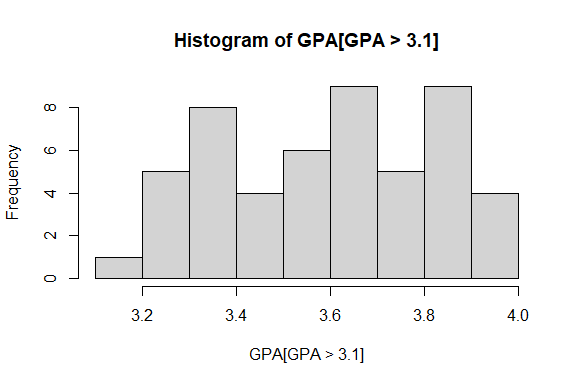 Histogram of GPA[GPA > 3.1]
Frequency
8
6
4
2
0
3.2 3.4 3.6 3.8 4.0
GPA[GPA > 3.1]